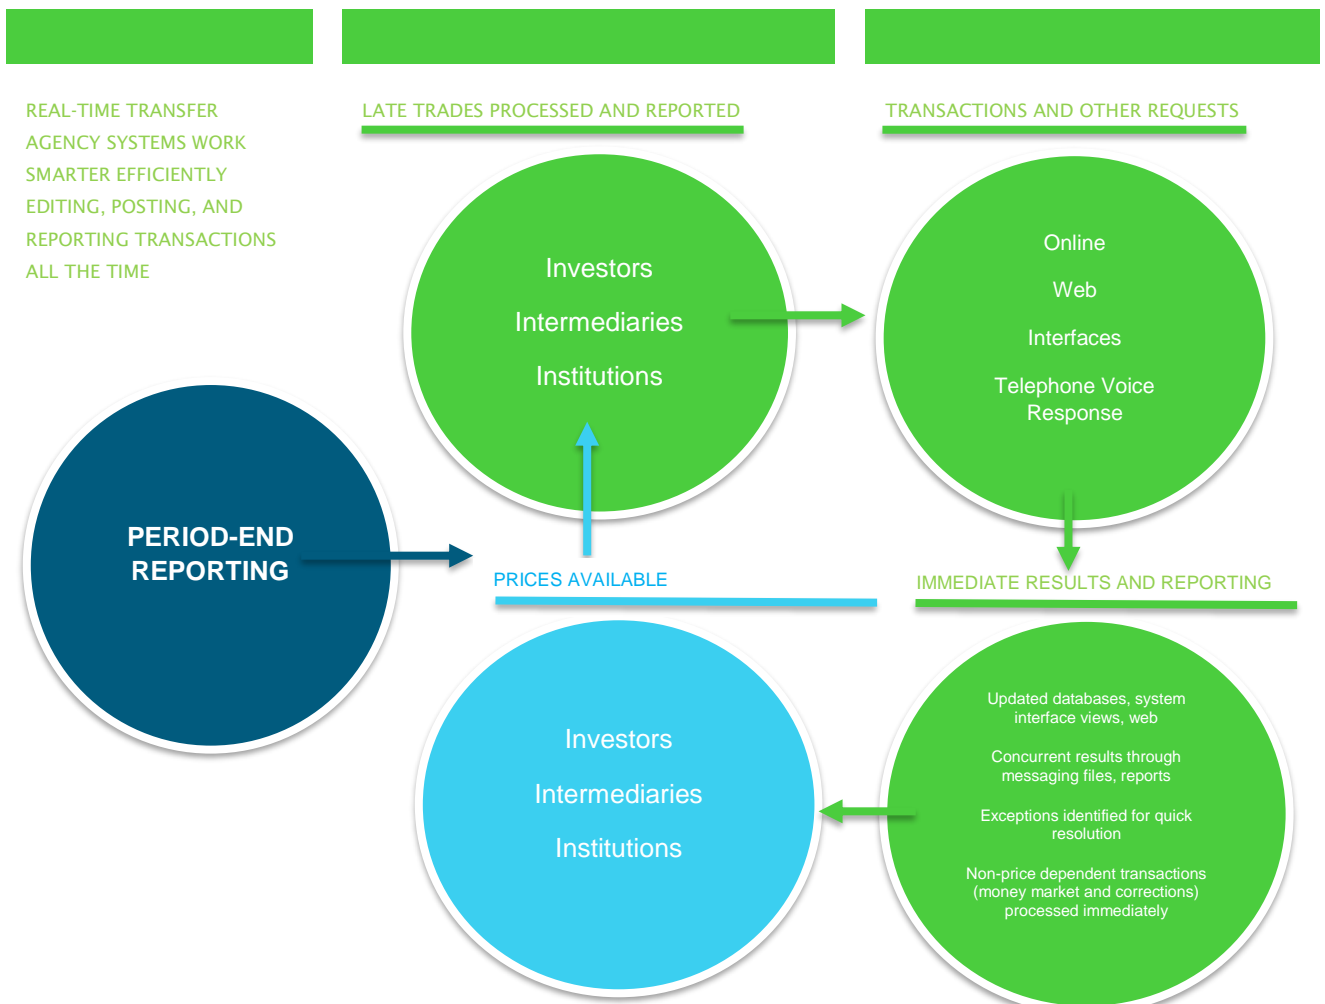 REAL-TIME TRANSFER
AGENCY SYSTEMS WORK
SMARTER EFFICIENTLY
EDITING, POSTING, AND
REPORTING TRANSACTIONS
ALL THE TIME
PERIOD-END
REPORTING
LATE TRADES PROCESSED AND REPORTED
Investors
Intermediaries
Institutions
TRANSACTIONS AND OTHER REQUESTS
Online
Web
Interfaces
Telephone Voice
Response
PRICES AVAILABLE
Investors
Intermediaries
Institutions
IMMEDIATE RESULTS AND REPORTING
Updated databases, system
interface views, web
Concurrent results through
messaging files, reports
Exceptions identified for quick
resolution
Non-price dependent transactions
(money market and corrections)
processed immediately